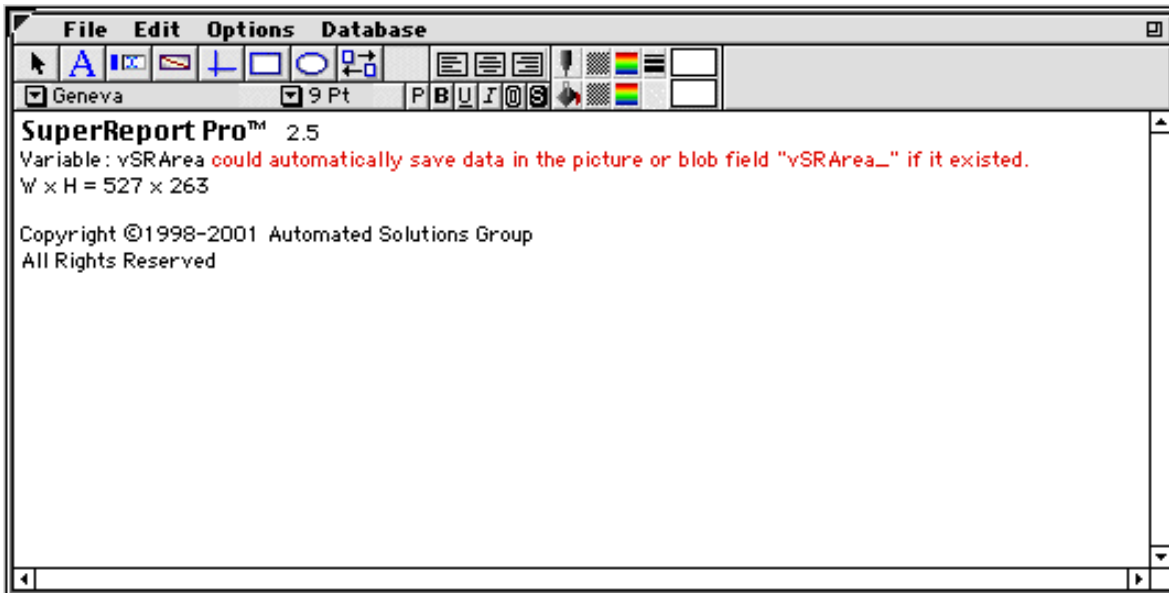 File Edit Options Database
A
Geneva 9 Pt P B U I O S
SuperReport Pro™ 2.5
Variable: vSRArea could automatically save data in the picture or blob field "vSRArea_" if it existed.
W x H = 527 x 263
Copyright ©1998-2001 Automated Solutions Group
All Rights Reserved